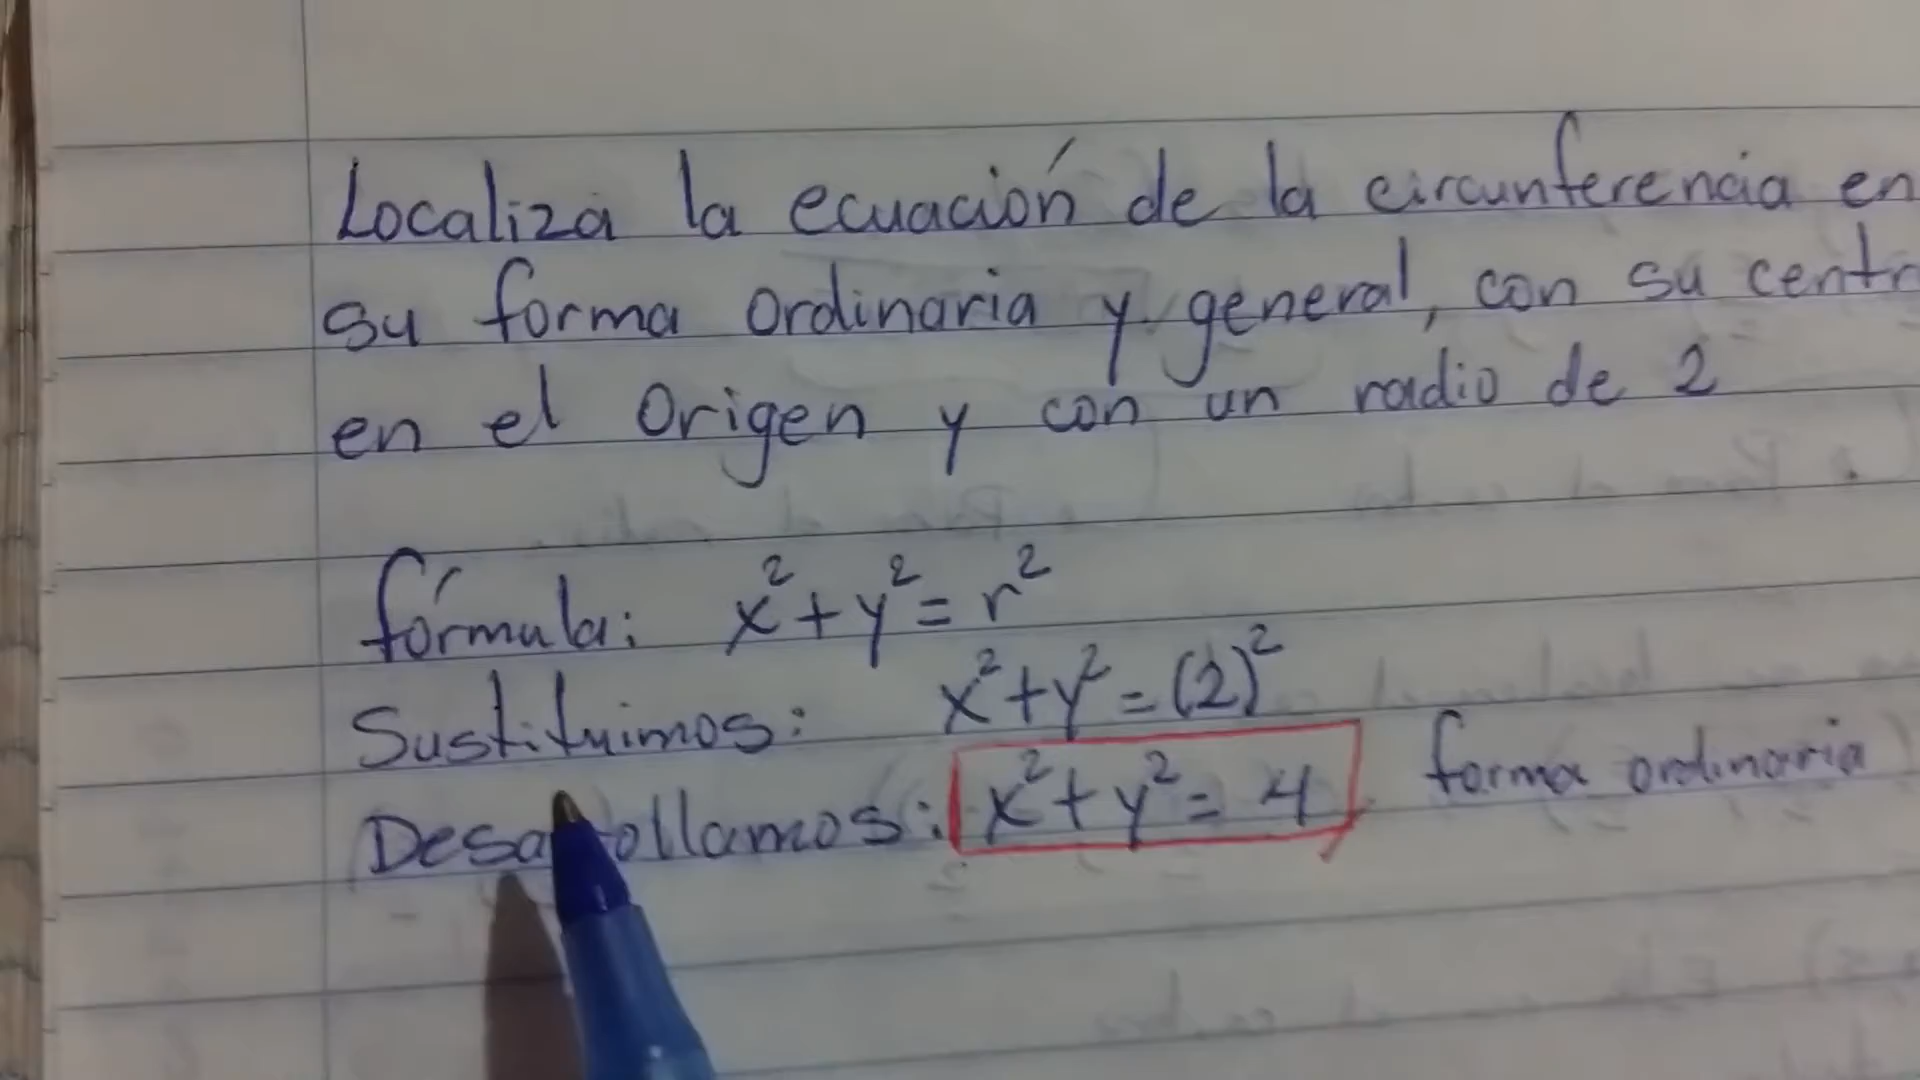 Localiza la ecuación de la circunferencia en
su forma ordinaria y general, con su centr
en el Origen y con un radio de 2
fórmula: x²+y²=r²
Sustituimos: x²+y²=(2)²
Desarrollamos: x²+y²=4 forma ordinaria